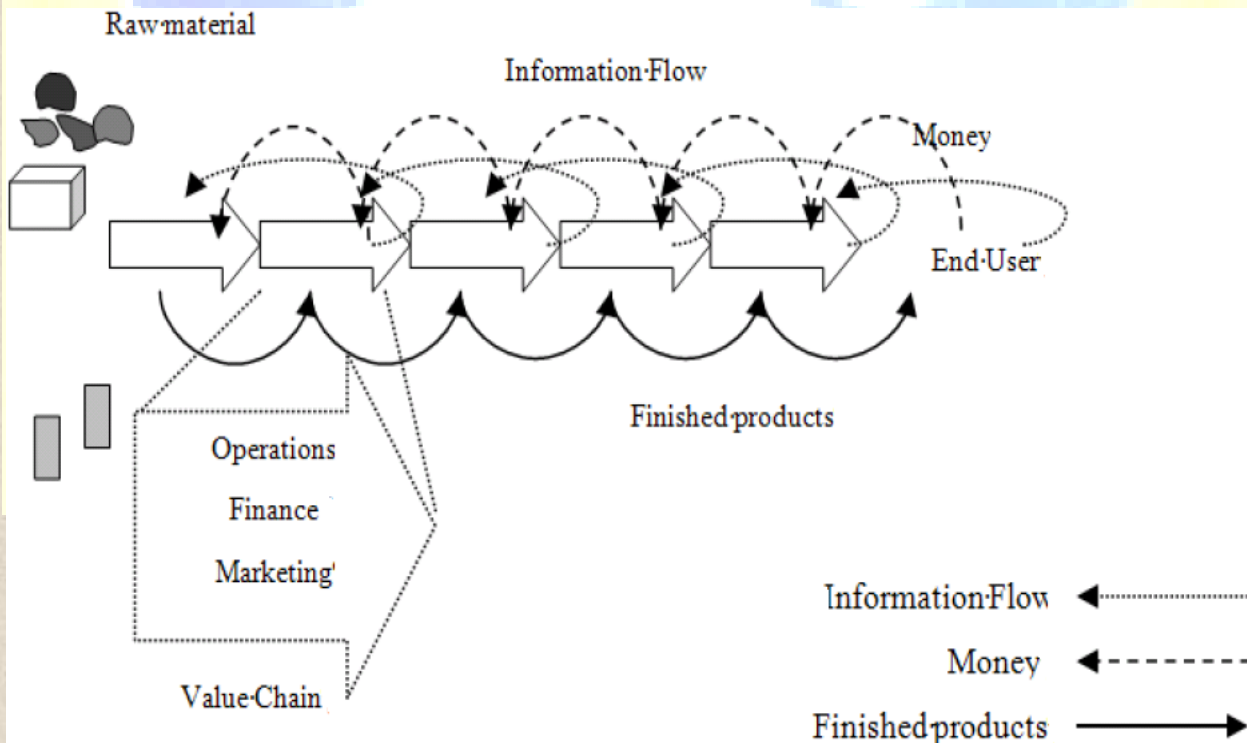 Raw·material
Information·Flow
Money
End·User
Finished·products
Operations
Finance
Marketing
Value·Chain
Information·Flow
Money
Finished·products